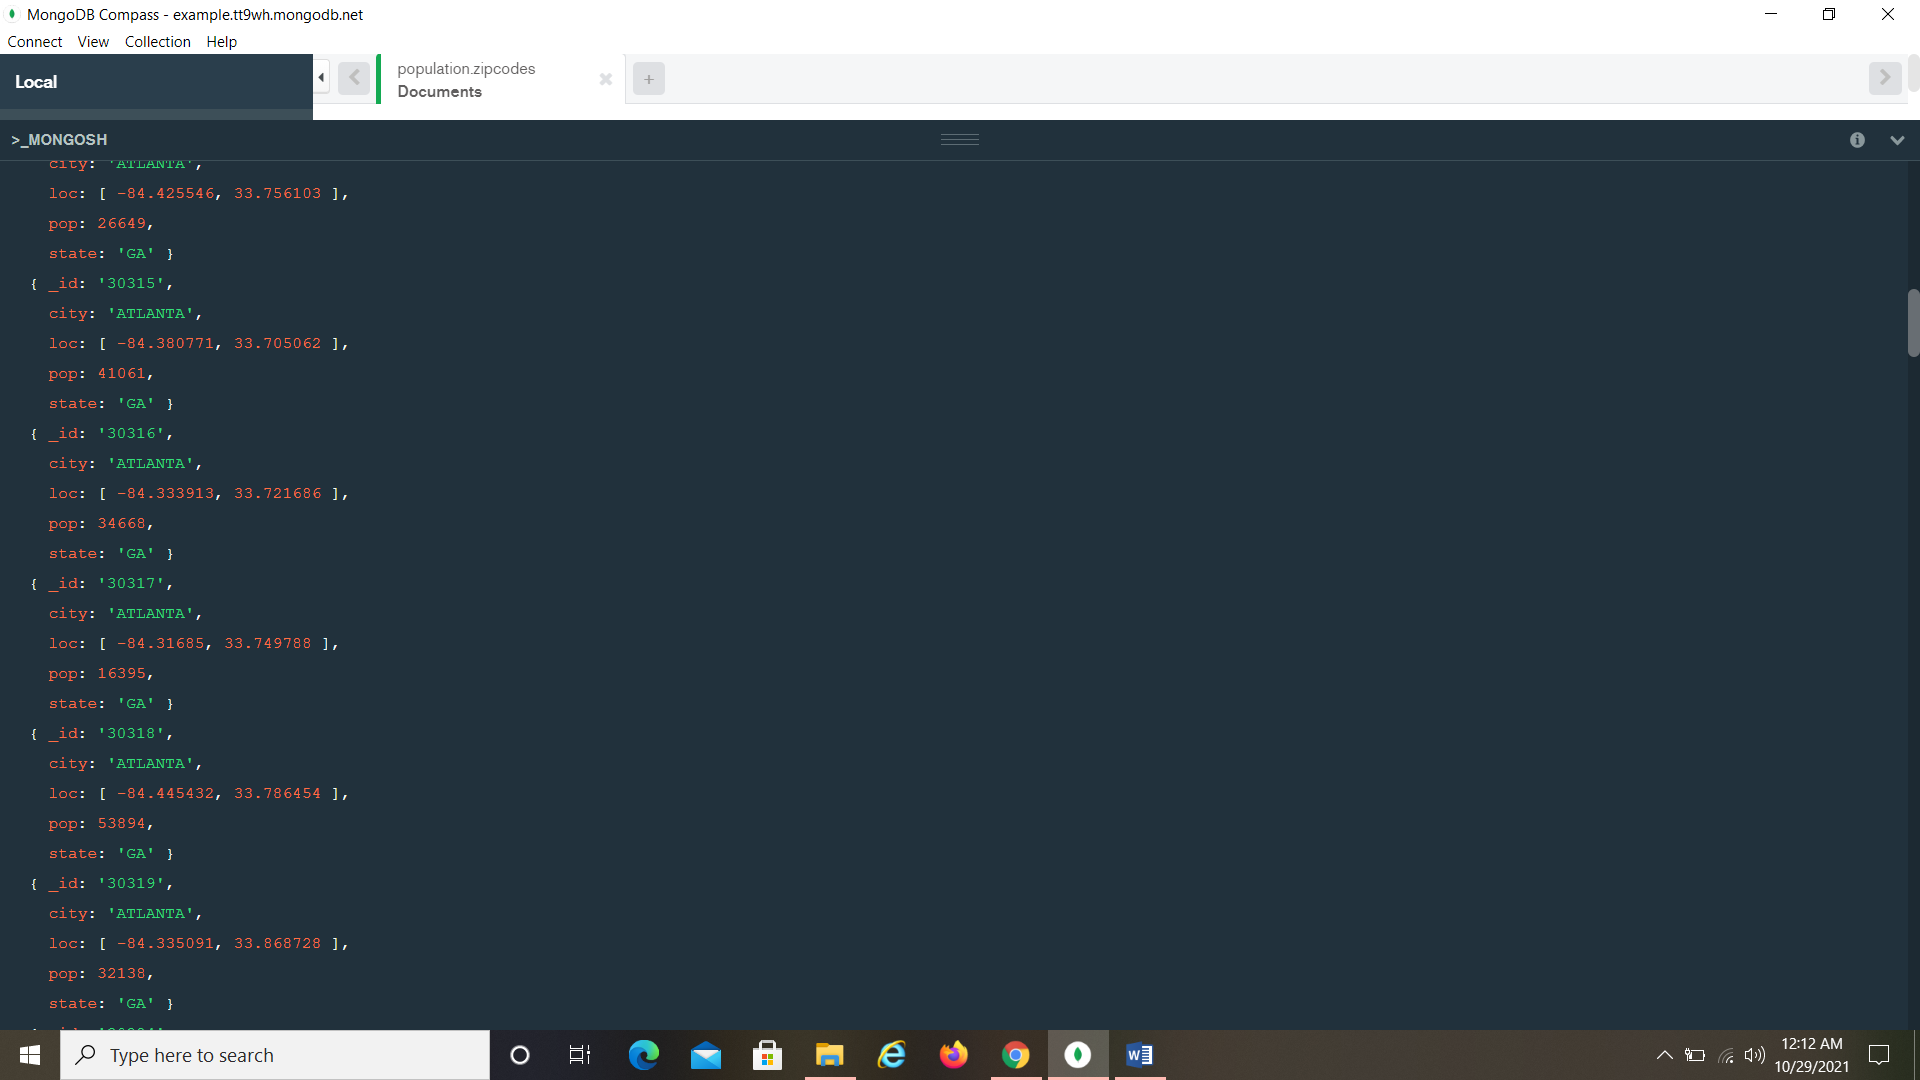 MongoDB Compass - example.tt9wh.mongodb.net
Connect View Collection Help
Local
population.zipcodes
Documents
>_MONGOSH
city: 'ATLANTA',
loc: [ -84.425546, 33.756103 ],
pop: 26649,
state: 'GA' }
{ _id: '30315',
city: 'ATLANTA',
loc: [ -84.380771, 33.705062 ],
pop: 41061,
state: 'GA' }
{ _id: '30316',
city: 'ATLANTA',
loc: [ -84.333913, 33.721686 ],
pop: 34668,
state: 'GA' }
{ _id: '30317',
city: 'ATLANTA',
loc: [ -84.31685, 33.749788 ],
pop: 16395,
state: 'GA' }
{ _id: '30318',
city: 'ATLANTA',
loc: [ -84.445432, 33.786454 ],
pop: 53894,
state: 'GA' }
{ _id: '30319',
city: 'ATLANTA',
loc: [ -84.335091, 33.868728 ],
pop: 32138,
state: 'GA' }
Type here to search
12:12 AM
10/29/2021